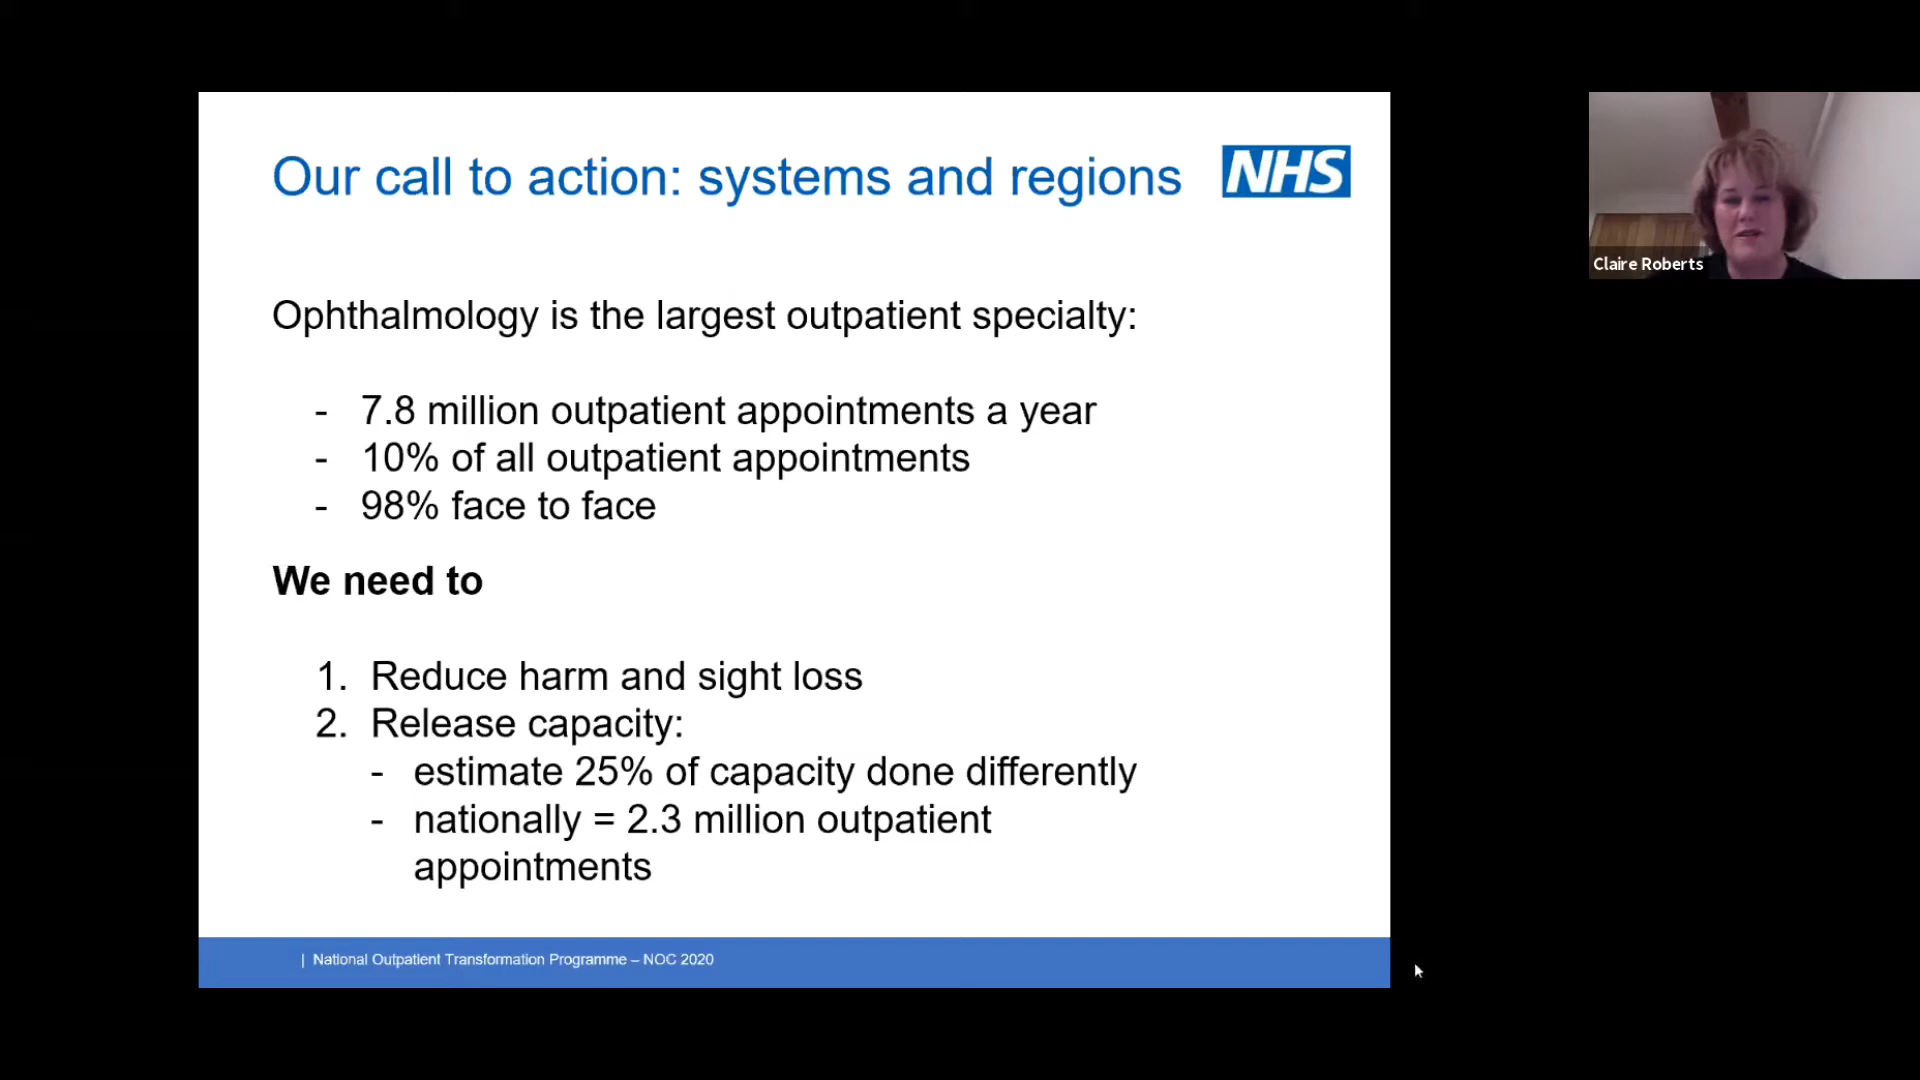 Our call to action: systems and regions
NHS
Ophthalmology is the largest outpatient specialty:
- 7.8 million outpatient appointments a year
- 10% of all outpatient appointments
- 98% face to face
We need to
1. Reduce harm and sight loss
2. Release capacity:
- estimate 25% of capacity done differently
- nationally = 2.3 million outpatient
appointments
| National Outpatient Transformation Programme – NOC 2020
Claire Roberts